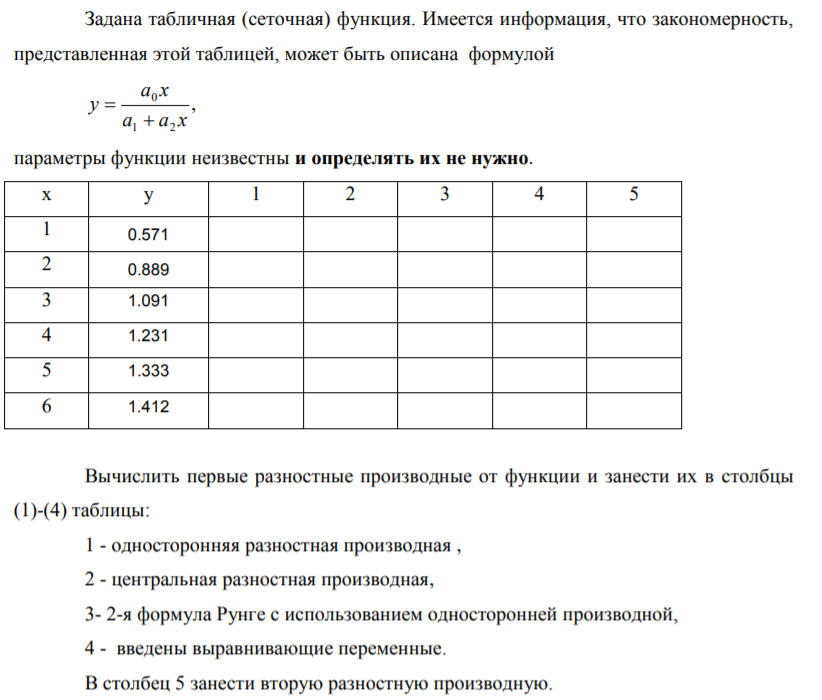 Задана табличная (сеточная) функция. Имеется информация, что закономерность,
представленная этой таблицей, может быть описана формулой
y = a₀x / (a₁ + a₂x),
параметры функции неизвестны и определять их не нужно.
x y 1 2 3 4 5
1 0.571
2 0.889
3 1.091
4 1.231
5 1.333
6 1.412
Вычислить первые разностные производные от функции и занести их в столбцы
(1)-(4) таблицы:
1 - односторонняя разностная производная ,
2 - центральная разностная производная,
3- 2-я формула Рунге с использованием односторонней производной,
4 - введены выравнивающие переменные.
В столбец 5 занести вторую разностную производную.